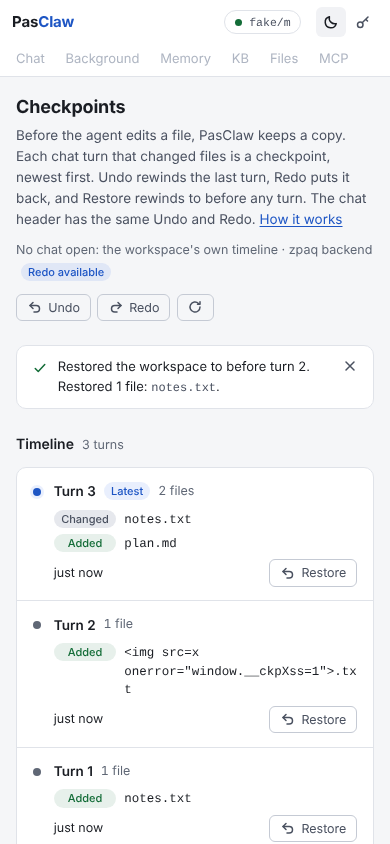 PasClaw
fake/m
Chat Background Memory KB Files MCP
Checkpoints
Before the agent edits a file, PasClaw keeps a copy.
Each chat turn that changed files is a checkpoint,
newest first. Undo rewinds the last turn, Redo puts it
back, and Restore rewinds to before any turn. The chat
header has the same Undo and Redo. How it works
No chat open: the workspace's own timeline · zpaq backend
Redo available
Undo Redo
Restored the workspace to before turn 2.
Restored 1 file: notes.txt.
Timeline 3 turns
Turn 3 Latest 2 files
Changed notes.txt
Added plan.md
just now Restore
Turn 2 1 file
Added <img src=x
onerror="window.__ckpXss=1">.tx
t
just now Restore
Turn 1 1 file
Added notes.txt
just now Restore